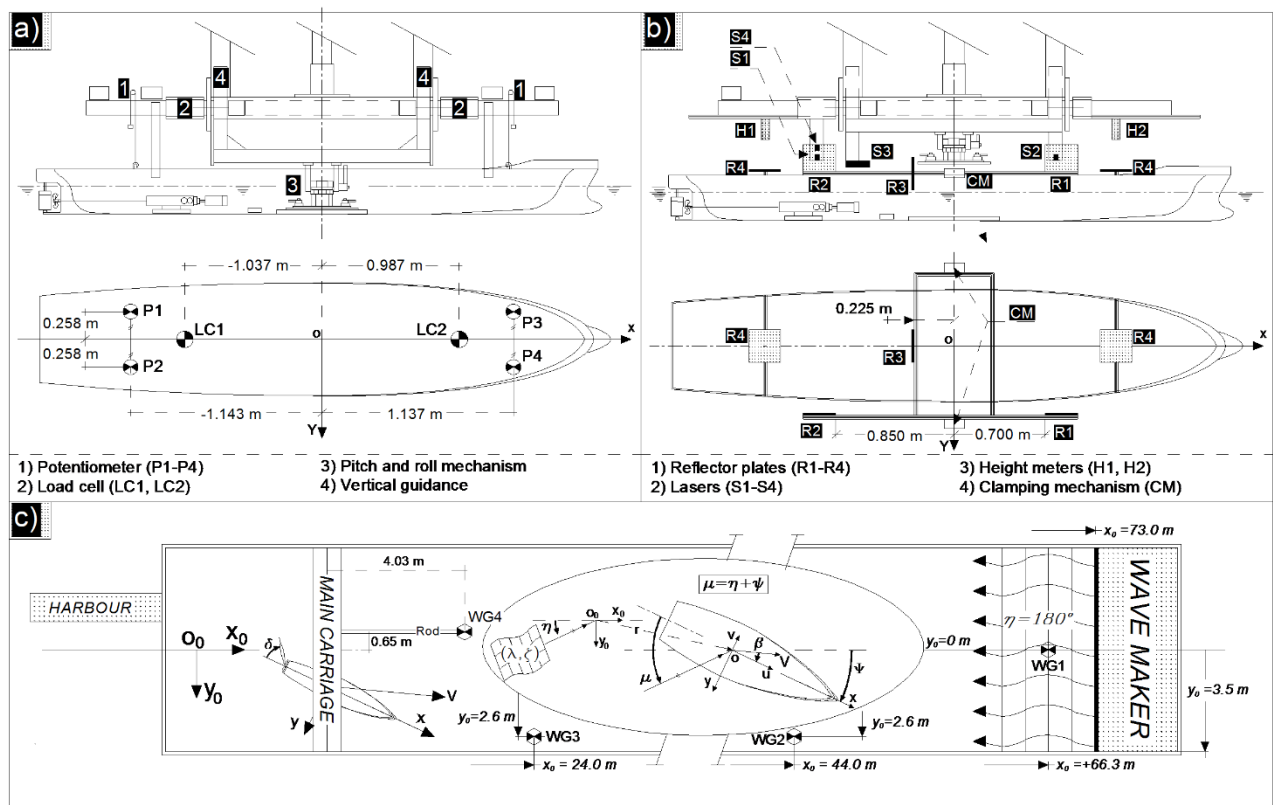 a)
4
4
1
1
2
2
3
-1.037 m
0.987 m
P1
P3
0.258 m
LC1
o
LC2
x
0.258 m
P2
P4
-1.143 m
1.137 m
Y
1) Potentiometer (P1-P4)
2) Load cell (LC1, LC2)
3) Pitch and roll mechanism
4) Vertical guidance
b)
S4
S1
H1
H2
S3
S2
R4
R4
R2
R3
CM
R1
0.225 m
CM
R4
o
R4
x
R3
R2
0.850 m
0.700 m
R1
Y
1) Reflector plates (R1-R4)
2) Lasers (S1-S4)
3) Height meters (H1, H2)
4) Clamping mechanism (CM)
c)
HARBOUR
o₀
x₀
y₀
δ
y
x
V
MAIN CARRIAGE
4.03 m
WG4
Rod
0.65 m
μ=η+ψ
η
o₀
x₀
y₀
(λ,ζ)
r
μ
v
o
β
V
u
y
x
ψ
y₀=0 m
y₀=2.6 m
y₀=2.6 m
WG3
WG2
x₀ = 24.0 m
x₀ = 44.0 m
x₀ =73.0 m
η=180°
WG1
WAVE MAKER
y₀ = 3.5 m
x₀ =+66.3 m